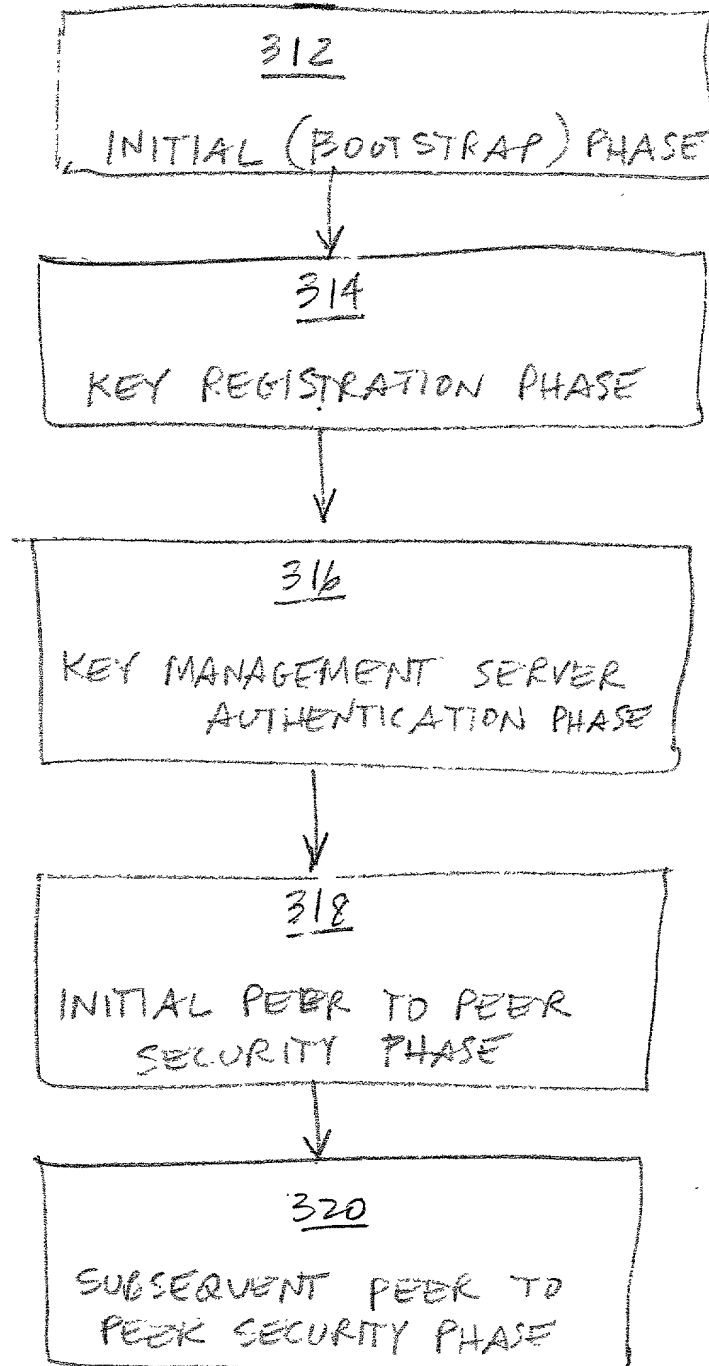 312
INITIAL (BOOTSTRAP) PHASE
314
KEY REGISTRATION PHASE
316
KEY MANAGEMENT SERVER
AUTHENTICATION PHASE
318
INITIAL PEER TO PEER
SECURITY PHASE
320
SUBSEQUENT PEER TO
PEER SECURITY PHASE